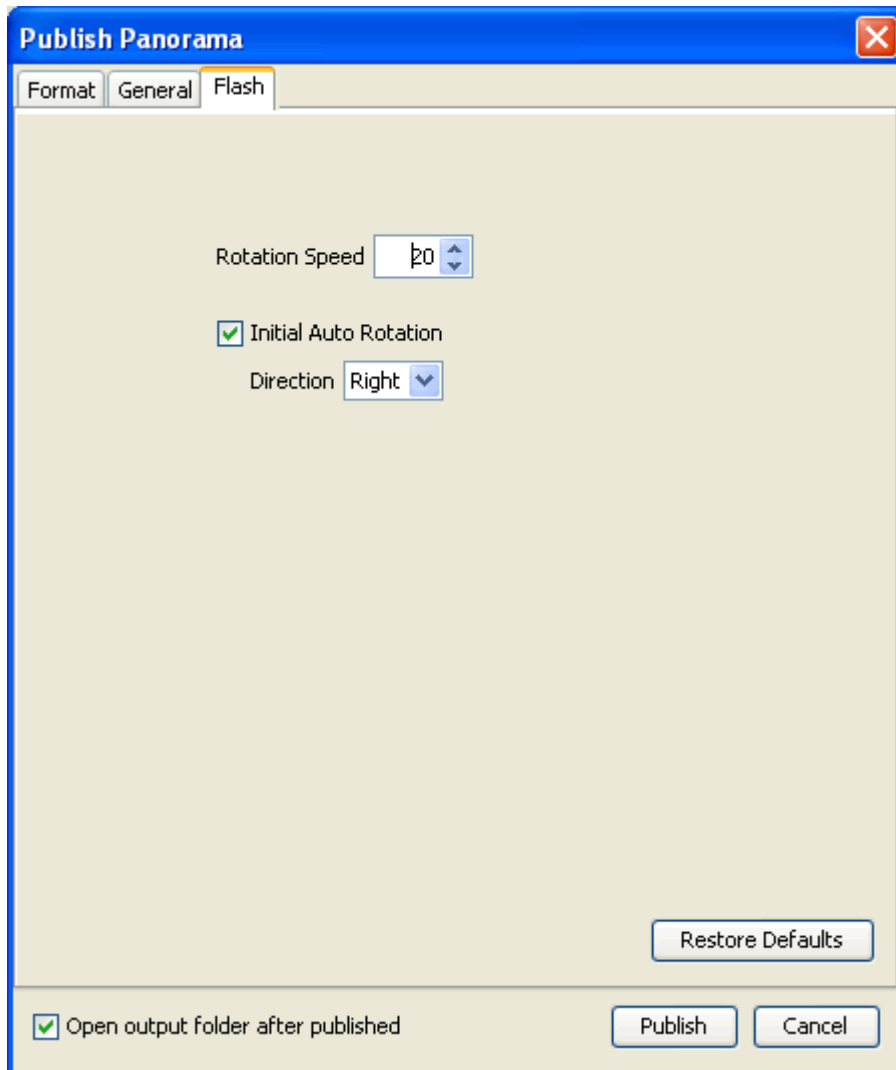 Publish Panorama
Format General Flash
Rotation Speed 20
Initial Auto Rotation
Direction Right
Restore Defaults
Open output folder after published Publish Cancel